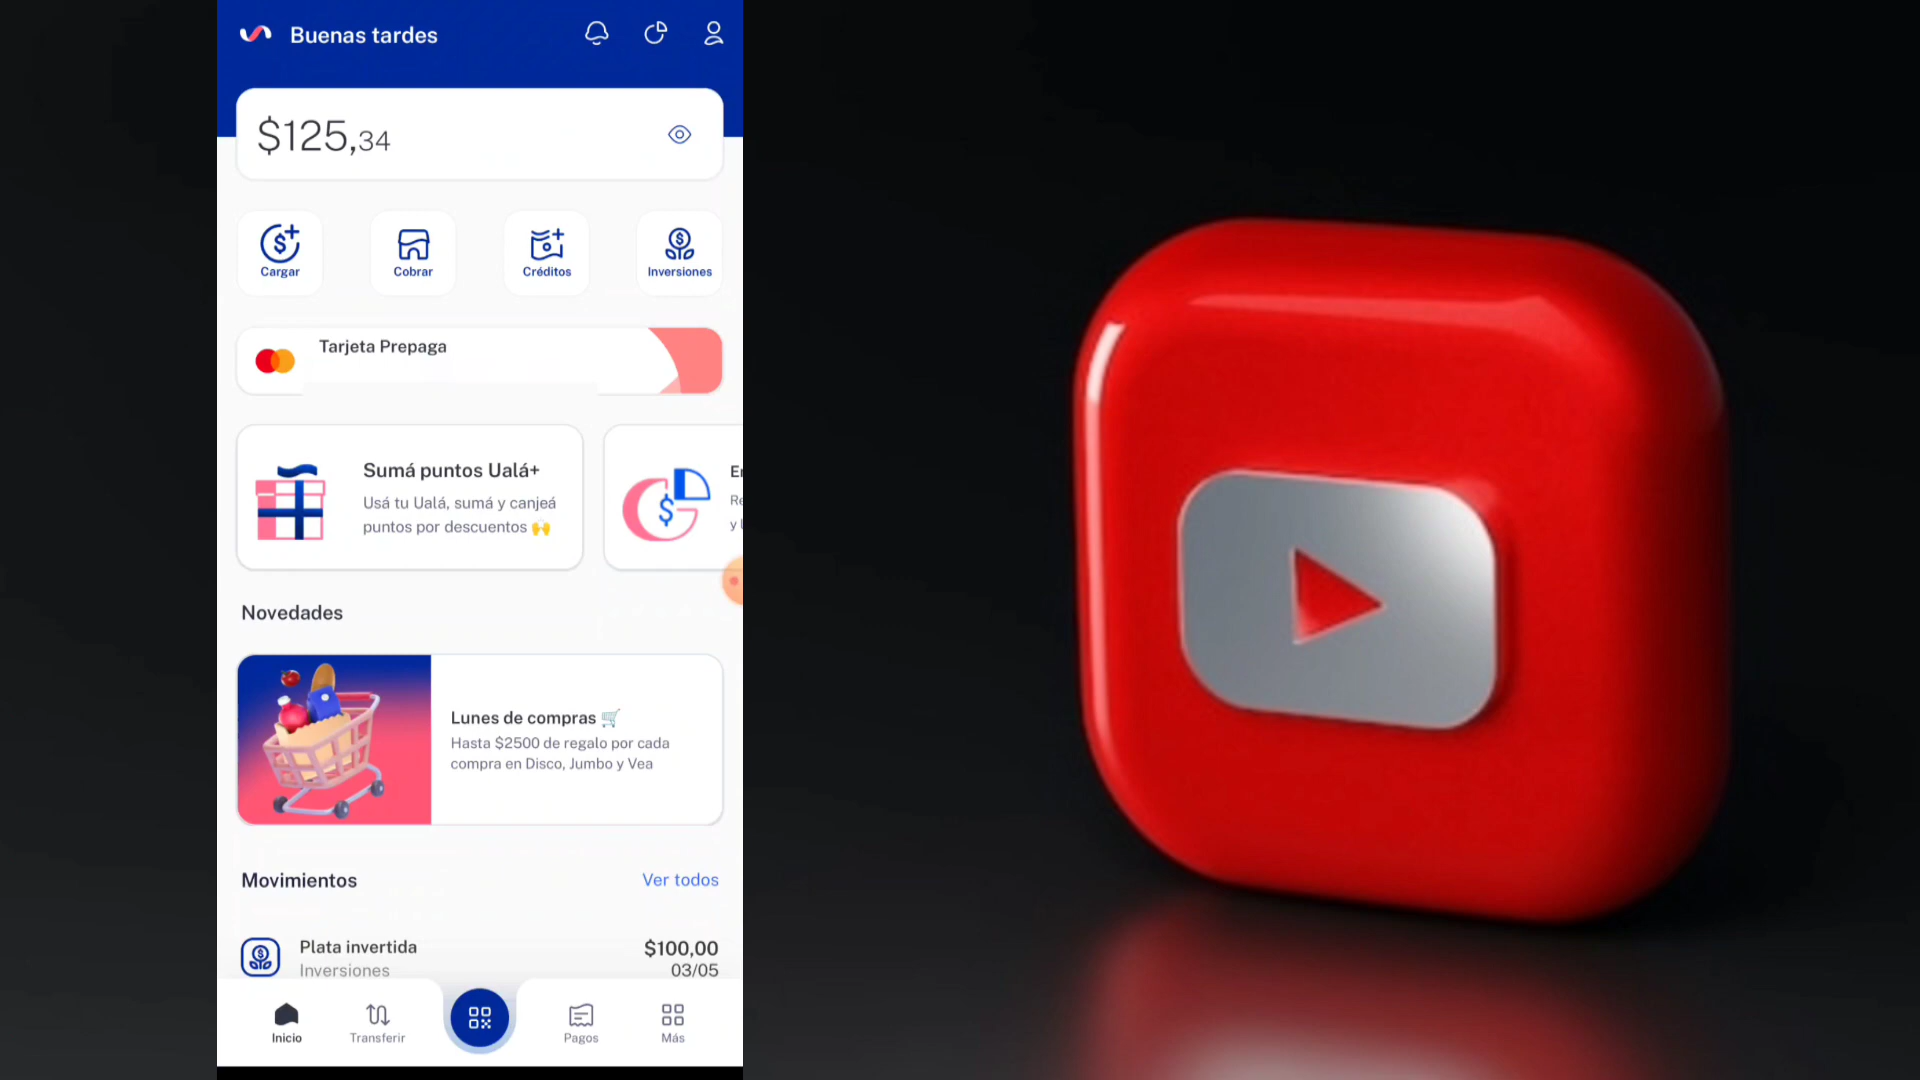 Buenas tardes
$125,34
Cargar
Cobrar
Créditos
Inversiones
Tarjeta Prepaga
Sumá puntos Ualá+
Usá tu Ualá, sumá y canjeá
puntos por descuentos 🙌
Novedades
Lunes de compras 🛒
Hasta $2500 de regalo por cada
compra en Disco, Jumbo y Vea
Movimientos
Ver todos
Plata invertida
$100,00
Inversiones
03/05
Inicio
Transferir
Pagos
Más